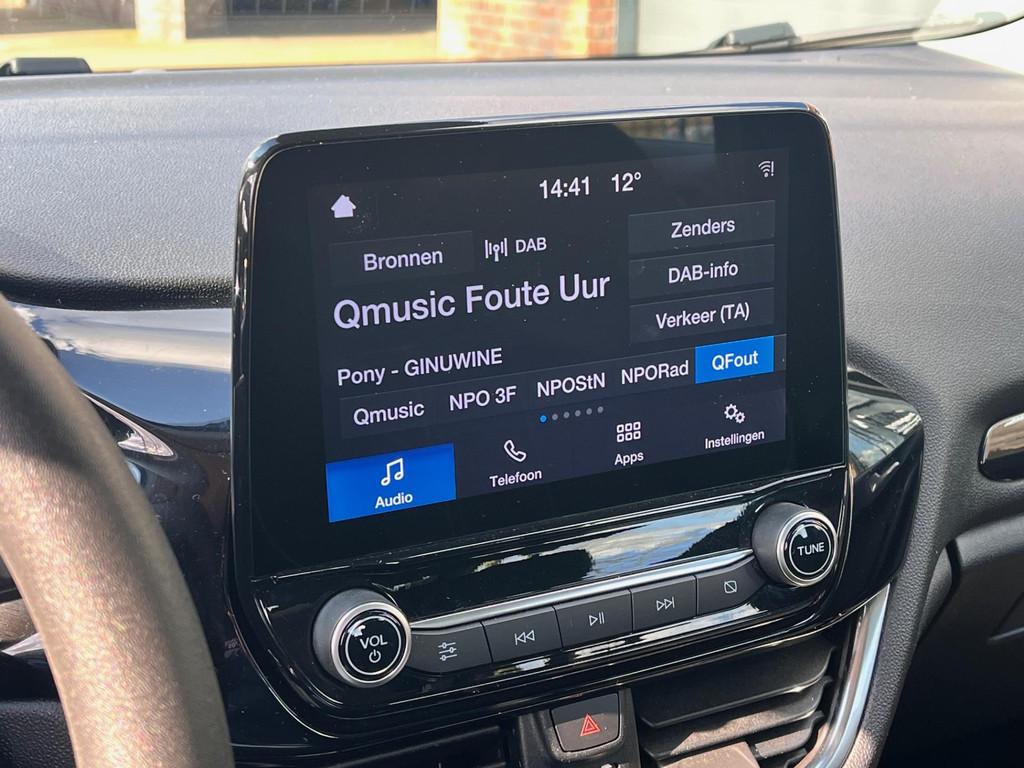 14:41 12°
Bronnen
DAB
Zenders
DAB-info
Verkeer (TA)
Qmusic Foute Uur
Pony - GINUWINE
Qmusic NPO 3F NPOStN NPORad QFout
Audio Telefoon Apps Instellingen
VOL
TUNE